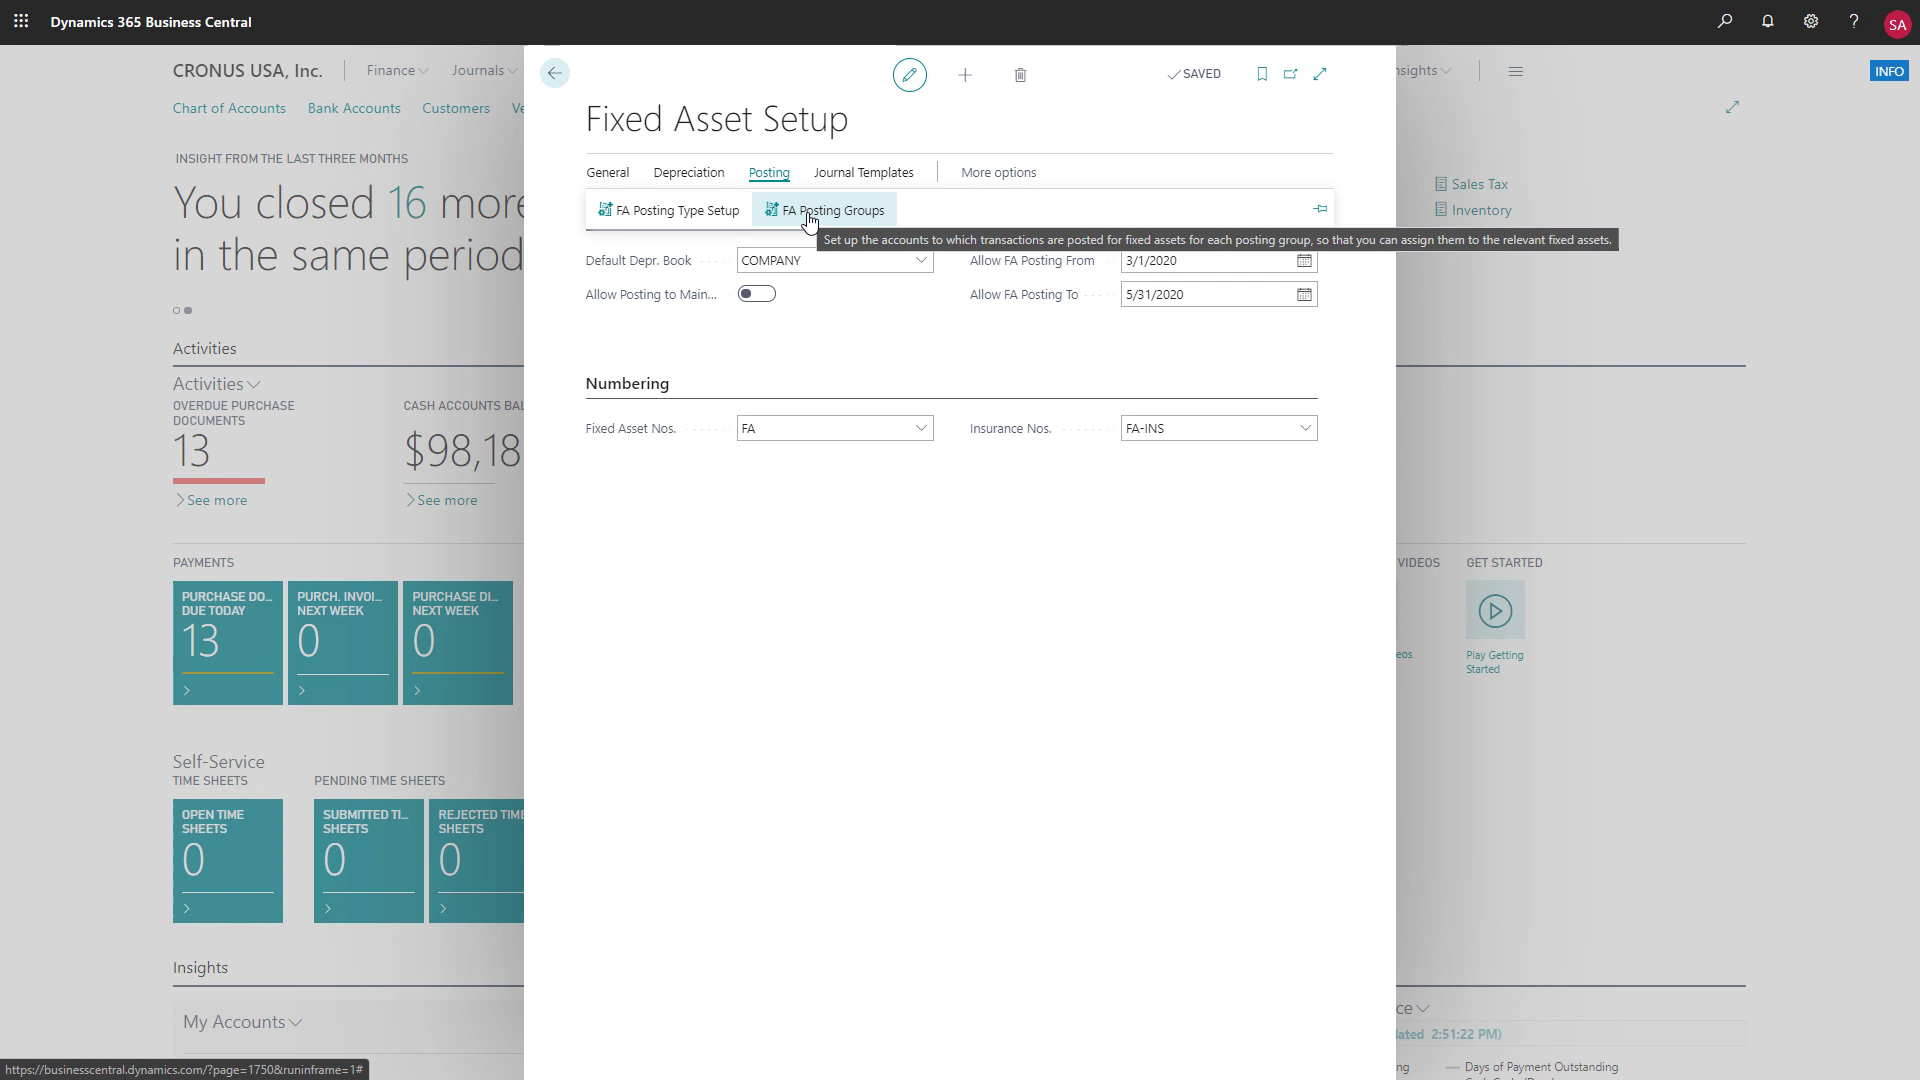 Dynamics 365 Business Central
SA
CRONUS USA, Inc.
Finance
Journals
Chart of Accounts
Bank Accounts
Customers
Ve
INSIGHT FROM THE LAST THREE MONTHS
You closed 16 more
in the same period
Activities
Activities
OVERDUE PURCHASE
DOCUMENTS
13
See more
CASH ACCOUNTS BAL
$98,18
See more
PAYMENTS
PURCHASE DO...
DUE TODAY
13
PURCH. INVOI...
NEXT WEEK
0
PURCHASE DI...
NEXT WEEK
0
Self-Service
TIME SHEETS
PENDING TIME SHEETS
OPEN TIME
SHEETS
0
SUBMITTED TI...
SHEETS
0
REJECTED TIME
SHEETS
0
Insights
My Accounts
https://businesscentral.dynamics.com/?page=1750&runinframe=1#
SAVED
Fixed Asset Setup
General
Depreciation
Posting
Journal Templates
More options
FA Posting Type Setup
FA Posting Groups
Set up the accounts to which transactions are posted for fixed assets for each posting group, so that you can assign them to the relevant fixed assets.
Default Depr. Book
COMPANY
Allow FA Posting From
3/1/2020
Allow Posting to Main...
Allow FA Posting To
5/31/2020
Numbering
Fixed Asset Nos.
FA
Insurance Nos.
FA-INS
nsights
INFO
Sales Tax
Inventory
VIDEOS
GET STARTED
eos
Play Getting
Started
ce
lated 2:51:22 PM)
ng
Days of Payment Outstanding